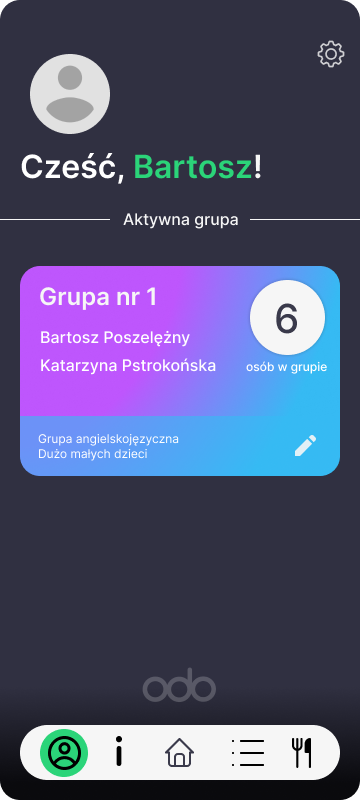 Cześć, Bartosz!
Aktywna grupa
Grupa nr 1
Bartosz Poszelężny
Katarzyna Pstrokońska
6
osób w grupie
Grupa angielskojęzyczna
Dużo małych dzieci
odo